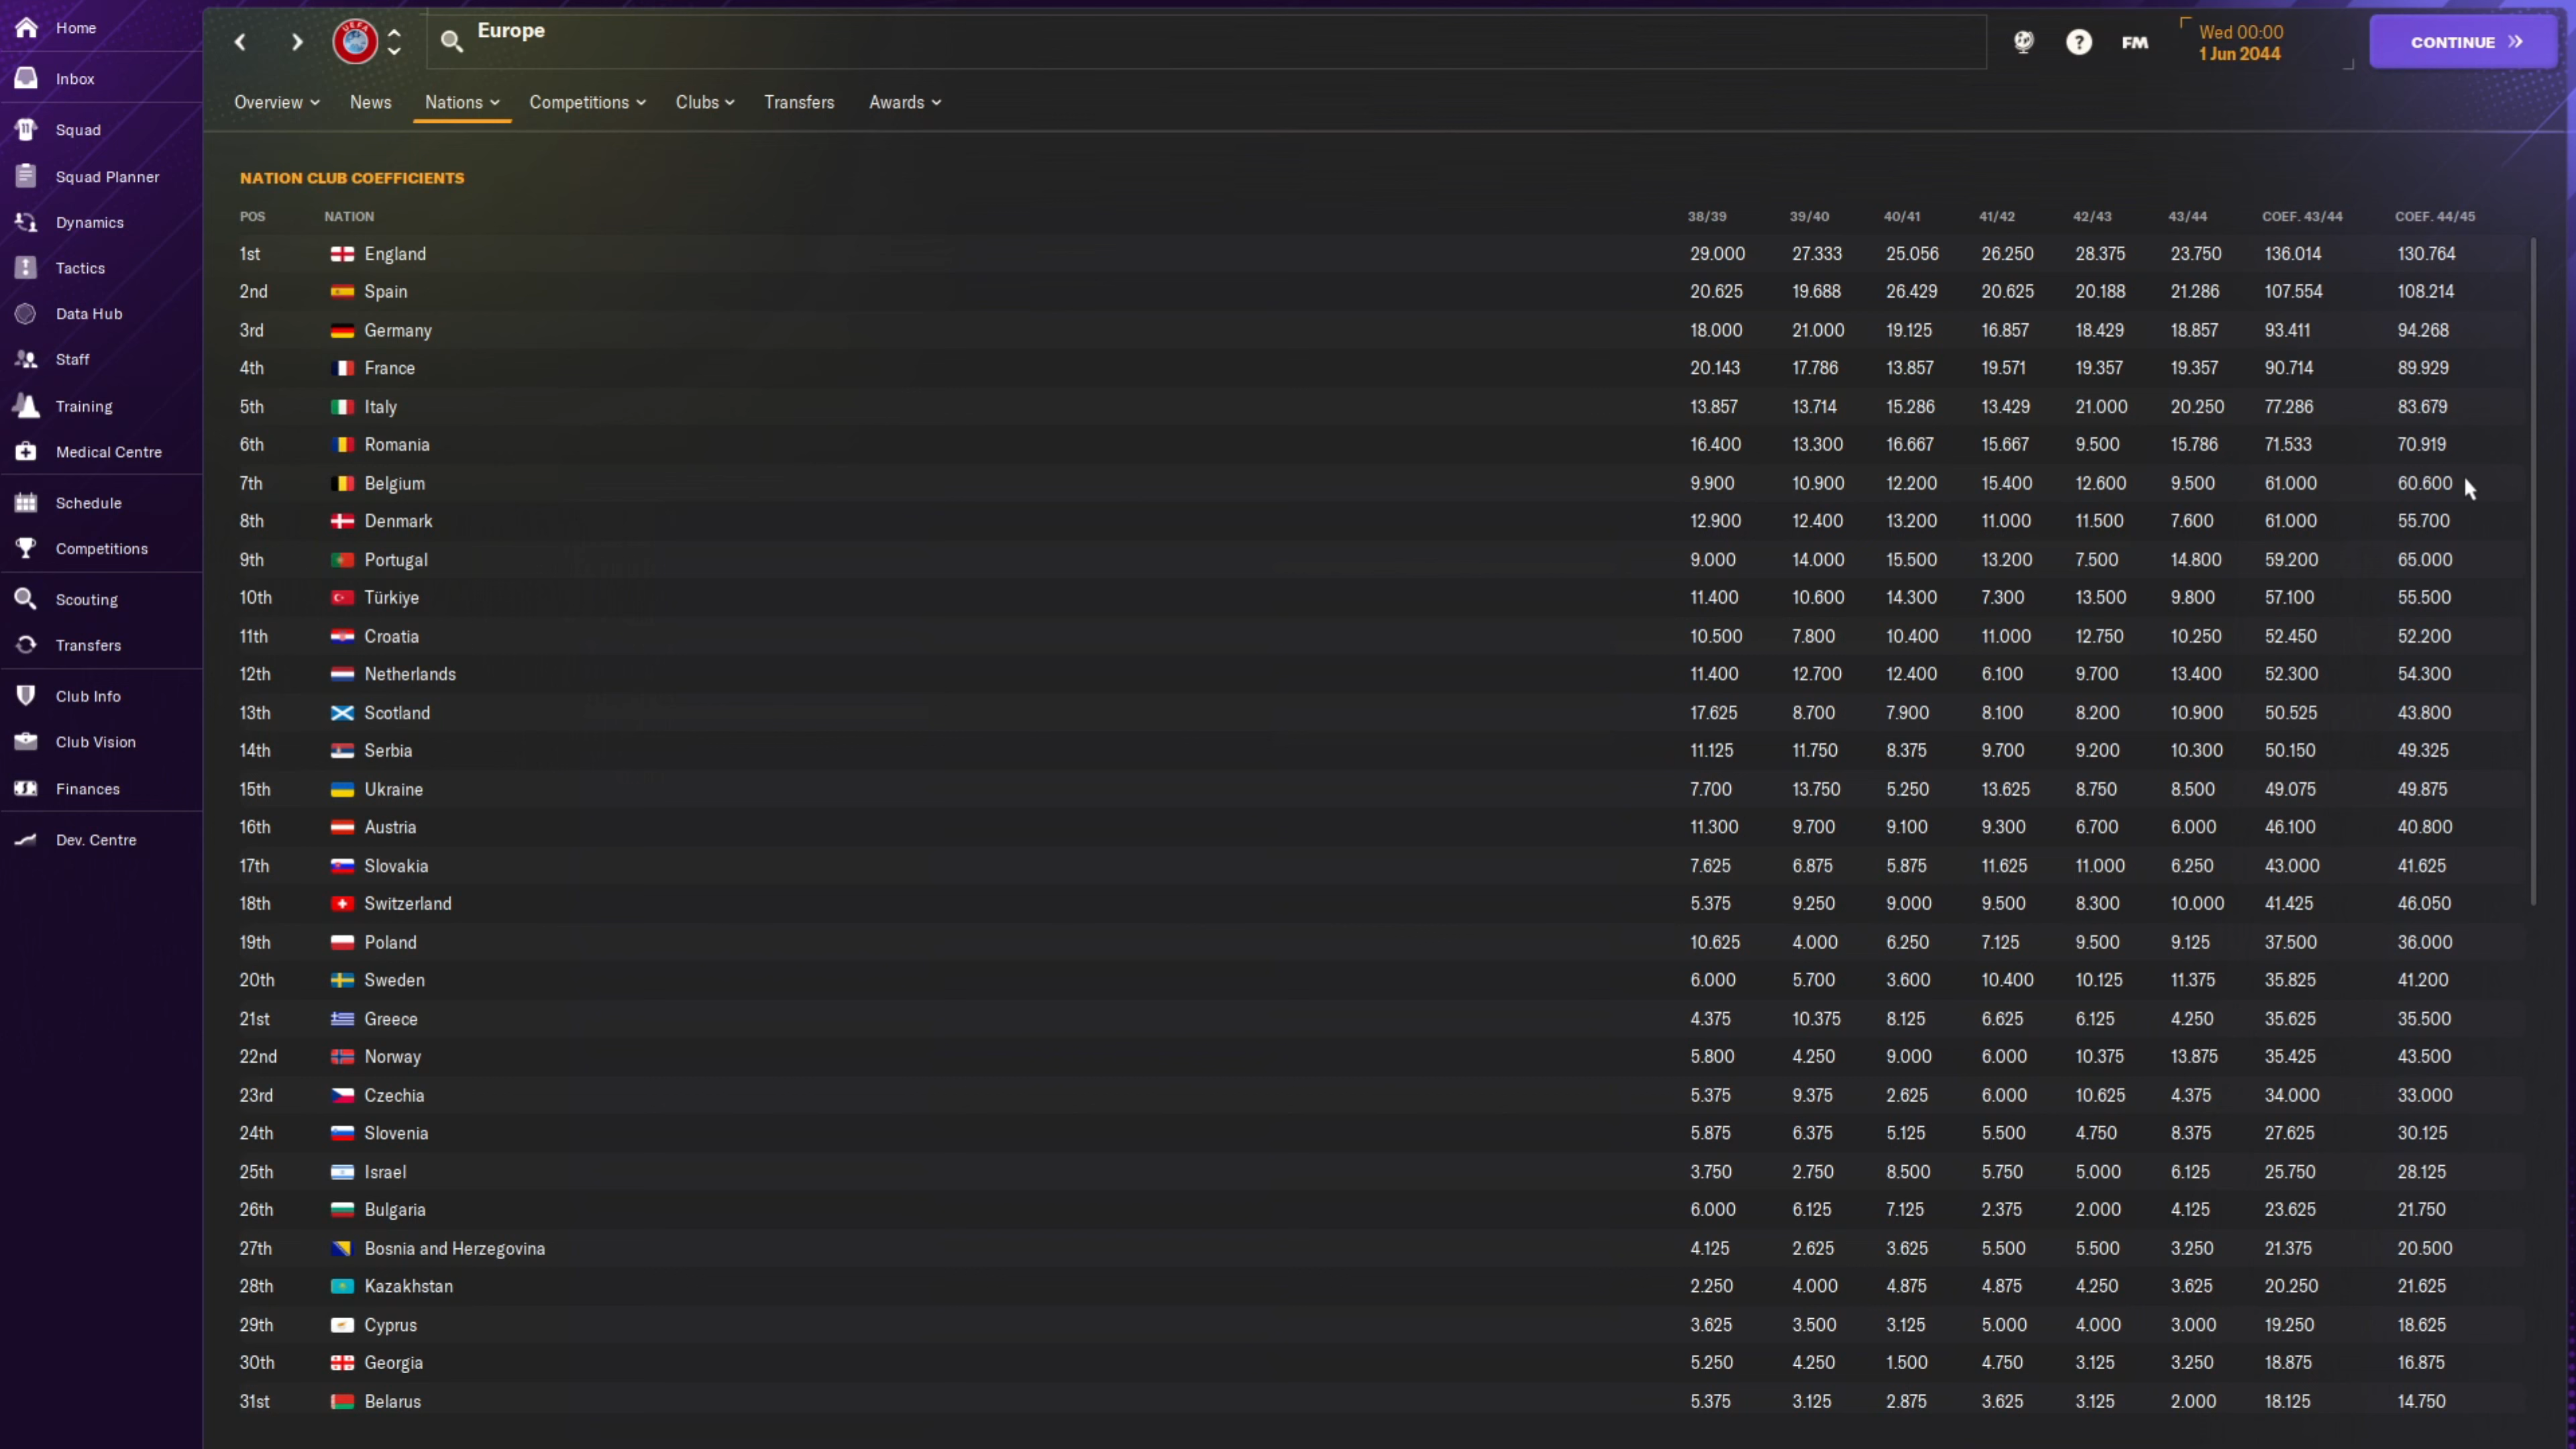 Home
Inbox
Squad
Squad Planner
Dynamics
Tactics
Data Hub
Staff
Training
Medical Centre
Schedule
Competitions
Scouting
Transfers
Club Info
Club Vision
Finances
Dev. Centre
Europe
? FM Wed 00:00
1 Jun 2044
CONTINUE
Overview News Nations Competitions Clubs Transfers Awards
NATION CLUB COEFFICIENTS
POS NATION 38/39 39/40 40/41 41/42 42/43 43/44 COEF. 43/44 COEF. 44/45
1st England 29.000 27.333 25.056 26.250 28.375 23.750 136.014 130.764
2nd Spain 20.625 19.688 26.429 20.625 20.188 21.286 107.554 108.214
3rd Germany 18.000 21.000 19.125 16.857 18.429 18.857 93.411 94.268
4th France 20.143 17.786 13.857 19.571 19.357 19.357 90.714 89.929
5th Italy 13.857 13.714 15.286 13.429 21.000 20.250 77.286 83.679
6th Romania 16.400 13.300 16.667 15.667 9.500 15.786 71.533 70.919
7th Belgium 9.900 10.900 12.200 15.400 12.600 9.500 61.000 60.600
8th Denmark 12.900 12.400 13.200 11.000 11.500 7.600 61.000 55.700
9th Portugal 9.000 14.000 15.500 13.200 7.500 14.800 59.200 65.000
10th Türkiye 11.400 10.600 14.300 7.300 13.500 9.800 57.100 55.500
11th Croatia 10.500 7.800 10.400 11.000 12.750 10.250 52.450 52.200
12th Netherlands 11.400 12.700 12.400 6.100 9.700 13.400 52.300 54.300
13th Scotland 17.625 8.700 7.900 8.100 8.200 10.900 50.525 43.800
14th Serbia 11.125 11.750 8.375 9.700 9.200 10.300 50.150 49.325
15th Ukraine 7.700 13.750 5.250 13.625 8.750 8.500 49.075 49.875
16th Austria 11.300 9.700 9.100 9.300 6.700 6.000 46.100 40.800
17th Slovakia 7.625 6.875 5.875 11.625 11.000 6.250 43.000 41.625
18th Switzerland 5.375 9.250 9.000 9.500 8.300 10.000 41.425 46.050
19th Poland 10.625 4.000 6.250 7.125 9.500 9.125 37.500 36.000
20th Sweden 6.000 5.700 3.600 10.400 10.125 11.375 35.825 41.200
21st Greece 4.375 10.375 8.125 6.625 6.125 4.250 35.625 35.500
22nd Norway 5.800 4.250 9.000 6.000 10.375 13.875 35.425 43.500
23rd Czechia 5.375 9.375 2.625 6.000 10.625 4.375 34.000 33.000
24th Slovenia 5.875 6.375 5.125 5.500 4.750 8.375 27.625 30.125
25th Israel 3.750 2.750 8.500 5.750 5.000 6.125 25.750 28.125
26th Bulgaria 6.000 6.125 7.125 2.375 2.000 4.125 23.625 21.750
27th Bosnia and Herzegovina 4.125 2.625 3.625 5.500 5.500 3.250 21.375 20.500
28th Kazakhstan 2.250 4.000 4.875 4.875 4.250 3.625 20.250 21.625
29th Cyprus 3.625 3.500 3.125 5.000 4.000 3.000 19.250 18.625
30th Georgia 5.250 4.250 1.500 4.750 3.125 3.250 18.875 16.875
31st Belarus 5.375 3.125 2.875 3.625 3.125 2.000 18.125 14.750